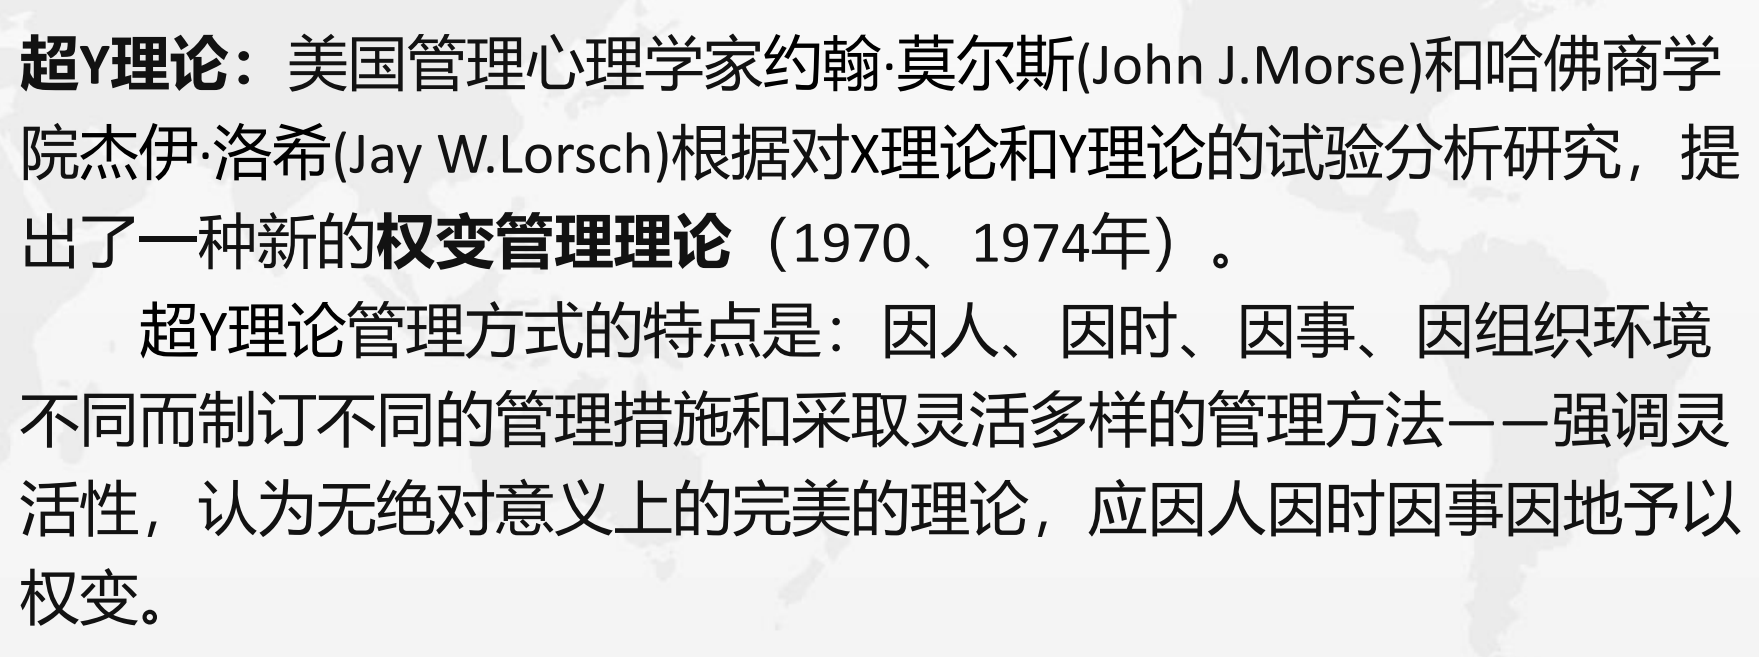 超Y理论：美国管理心理学家约翰·莫尔斯(John J.Morse)和哈佛商学
院杰伊·洛希(Jay W.Lorsch)根据对X理论和Y理论的试验分析研究，提
出了一种新的权变管理理论（1970、1974年）。
超Y理论管理方式的特点是：因人、因时、因事、因组织环境
不同而制订不同的管理措施和采取灵活多样的管理方法——强调灵
活性，认为无绝对意义上的完美的理论，应因人因时因事因地予以
权变。